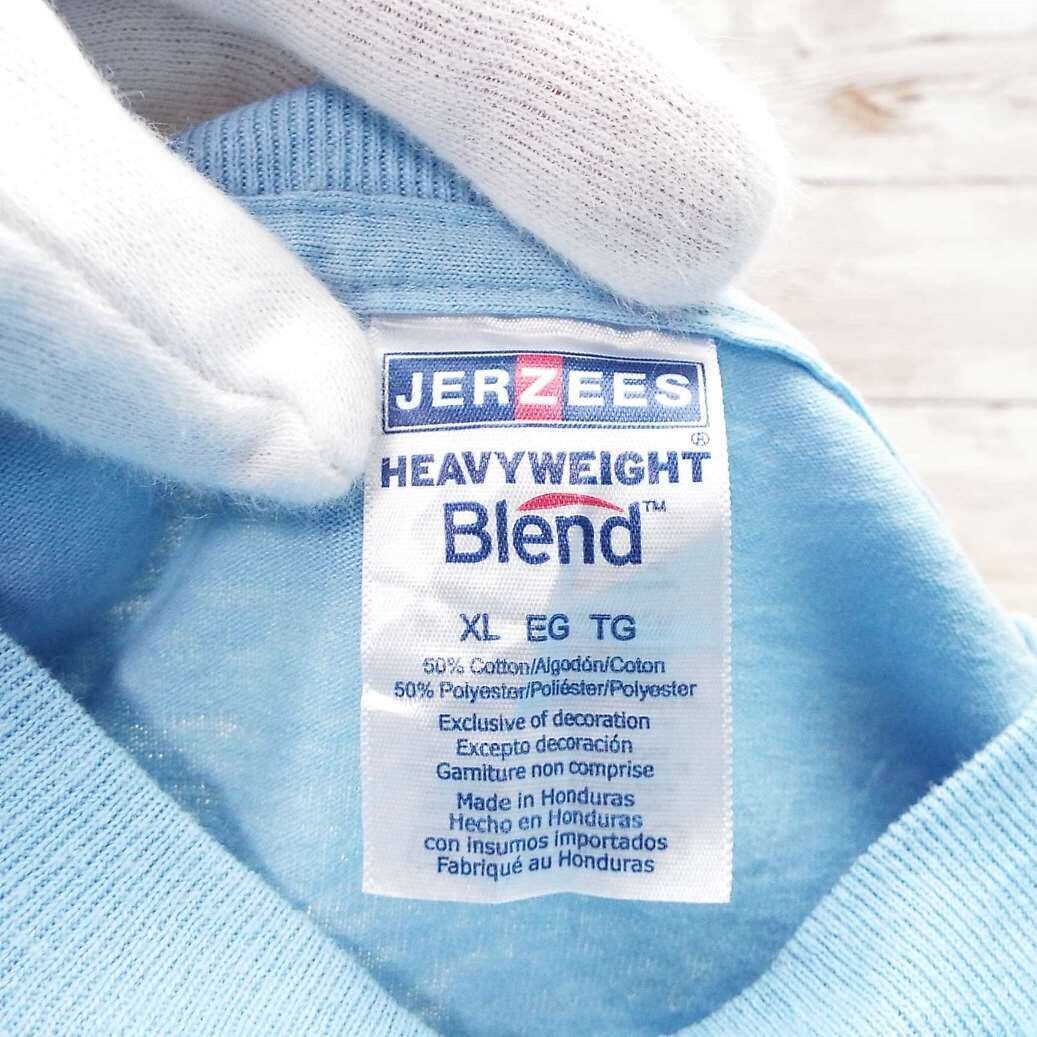 JERZEES
®
HEAVYWEIGHT
Blend™
XL EG TG
50% Cotton/Algodón/Coton
50% Polyester/Poliéster/Polyester
Exclusive of decoration
Excepto decoración
Garniture non comprise
Made in Honduras
Hecho en Honduras
con insumos importados
Fabriqué au Honduras